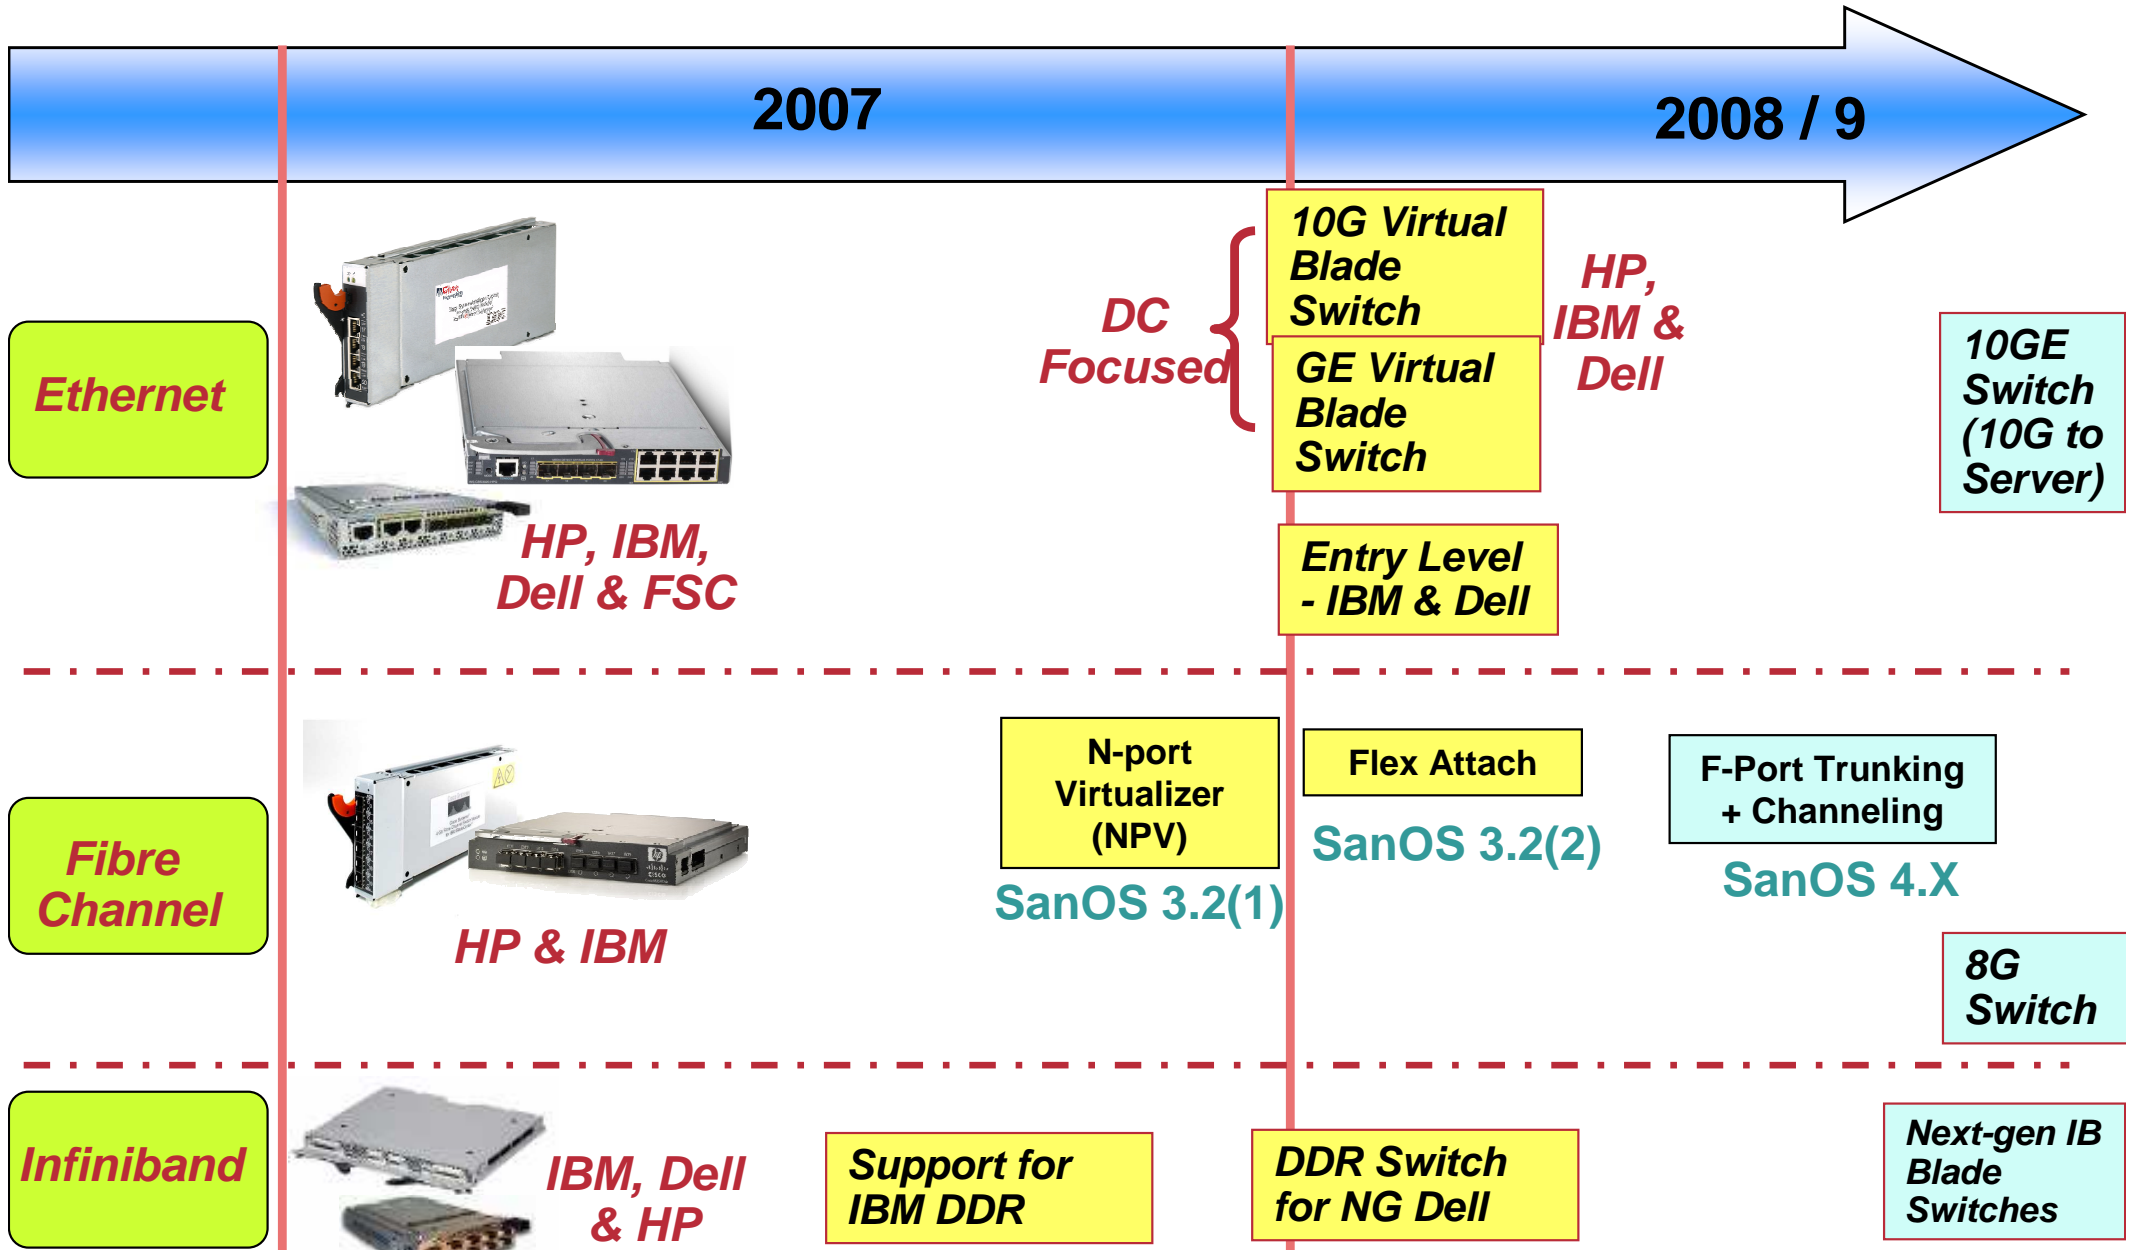 2007
2008 / 9
Ethernet
HP, IBM,
Dell & FSC
DC
Focused
10G Virtual
Blade
Switch
GE Virtual
Blade
Switch
HP,
IBM &
Dell
Entry Level
- IBM & Dell
10GE
Switch
(10G to
Server)
Fibre
Channel
HP & IBM
N-port
Virtualizer
(NPV)
SanOS 3.2(1)
Flex Attach
SanOS 3.2(2)
F-Port Trunking
+ Channeling
SanOS 4.X
8G
Switch
Infiniband
IBM, Dell
& HP
Support for
IBM DDR
DDR Switch
for NG Dell
Next-gen IB
Blade
Switches